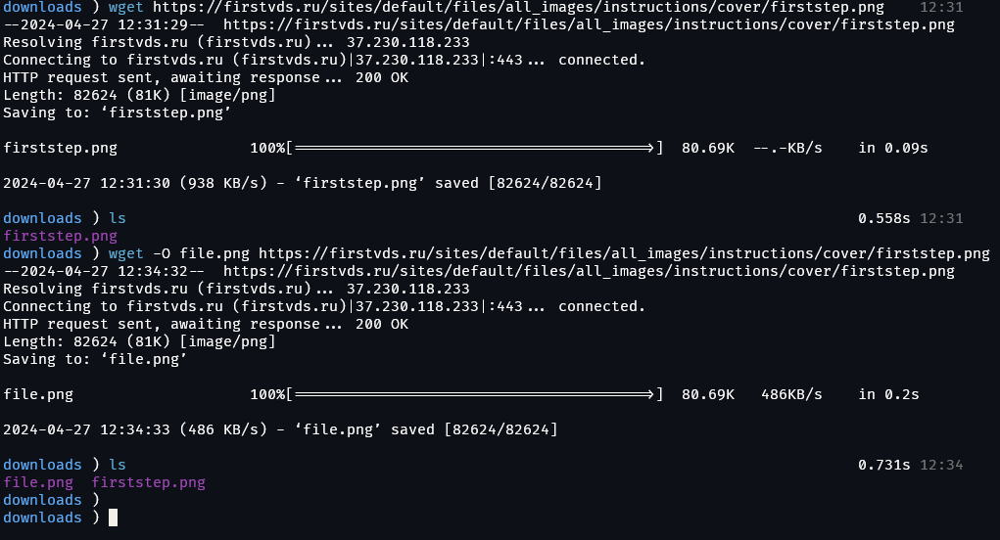 downloads ) wget https://firstvds.ru/sites/default/files/all_images/instructions/cover/firststep.png 12:31
--2024-04-27 12:31:29-- https://firstvds.ru/sites/default/files/all_images/instructions/cover/firststep.png
Resolving firstvds.ru (firstvds.ru)... 37.230.118.233
Connecting to firstvds.ru (firstvds.ru)|37.230.118.233|:443... connected.
HTTP request sent, awaiting response... 200 OK
Length: 82624 (81K) [image/png]
Saving to: ‘firststep.png’
firststep.png 100%[========================================>] 80.69K --.-KB/s in 0.09s
2024-04-27 12:31:30 (938 KB/s) - ‘firststep.png’ saved [82624/82624]
downloads ) ls 0.558s 12:31
firststep.png
downloads ) wget -O file.png https://firstvds.ru/sites/default/files/all_images/instructions/cover/firststep.png
--2024-04-27 12:34:32-- https://firstvds.ru/sites/default/files/all_images/instructions/cover/firststep.png
Resolving firstvds.ru (firstvds.ru)... 37.230.118.233
Connecting to firstvds.ru (firstvds.ru)|37.230.118.233|:443... connected.
HTTP request sent, awaiting response... 200 OK
Length: 82624 (81K) [image/png]
Saving to: ‘file.png’
file.png 100%[========================================>] 80.69K 486KB/s in 0.2s
2024-04-27 12:34:33 (486 KB/s) - ‘file.png’ saved [82624/82624]
downloads ) ls 0.731s 12:34
file.png firststep.png
downloads )
downloads )